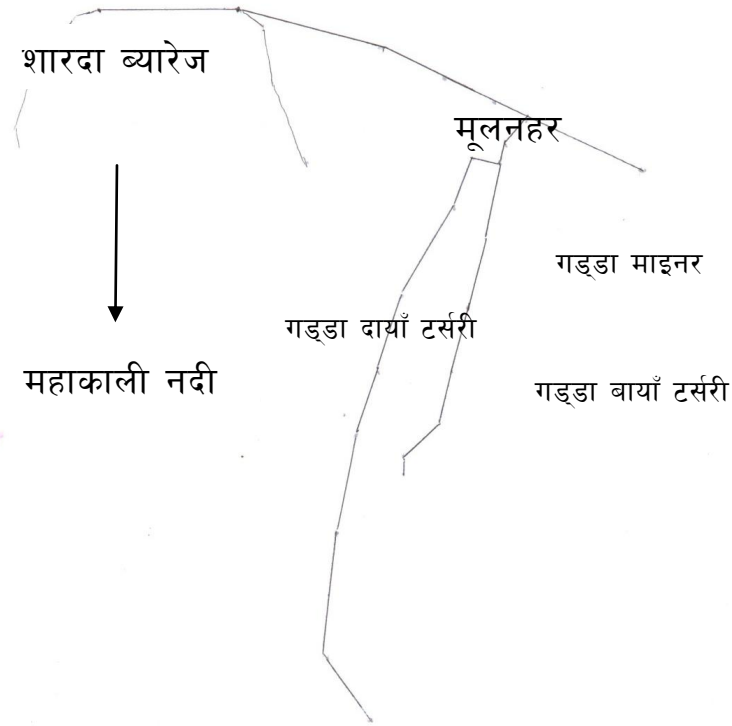 शारदा ब्यारेज
मूलनहर
गड्डा माइनर
गड्डा दायाँ टर्सरी
महाकाली नदी
गड्डा बायाँ टर्सरी